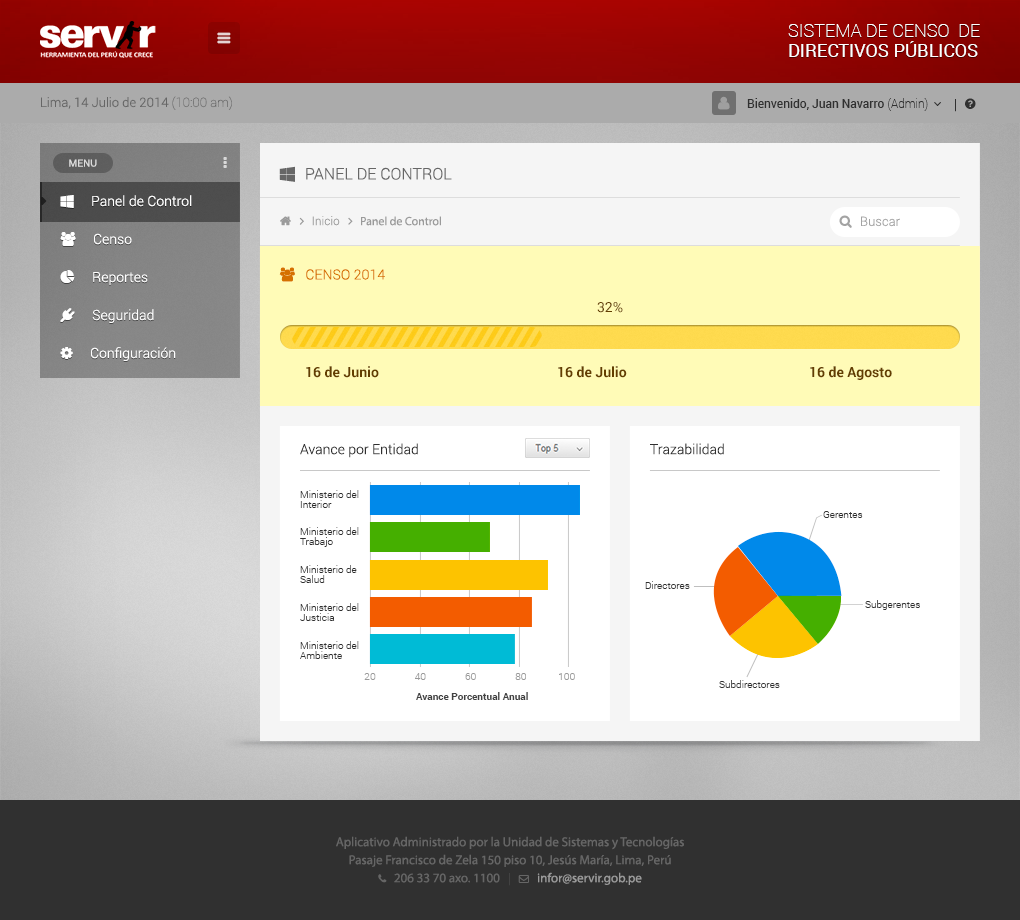 servir
HERRAMIENTA DEL PERÚ QUE CRECE
SISTEMA DE CENSO DE
DIRECTIVOS PÚBLICOS
Lima, 14 Julio de 2014 (10:00 am)
Bienvenido, Juan Navarro (Admin) |
MENU
Panel de Control
Censo
Reportes
Seguridad
Configuración
PANEL DE CONTROL
Inicio Panel de Control
Buscar
CENSO 2014
32%
16 de Junio 16 de Julio 16 de Agosto
Avance por Entidad
Top 5
Ministerio del
Interior
Ministerio del
Trabajo
Ministerio de
Salud
Ministerio del
Justicia
Ministerio del
Ambiente
20 40 60 80 100
Avance Porcentual Anual
Trazabilidad
Gerentes
Directores
Subgerentes
Subdirectores
Aplicativo Administrado por la Unidad de Sistemas y Tecnologías
Pasaje Francisco de Zela 150 piso 10, Jesús María, Lima, Perú
206 33 70 axo. 1100 | infor@servir.gob.pe